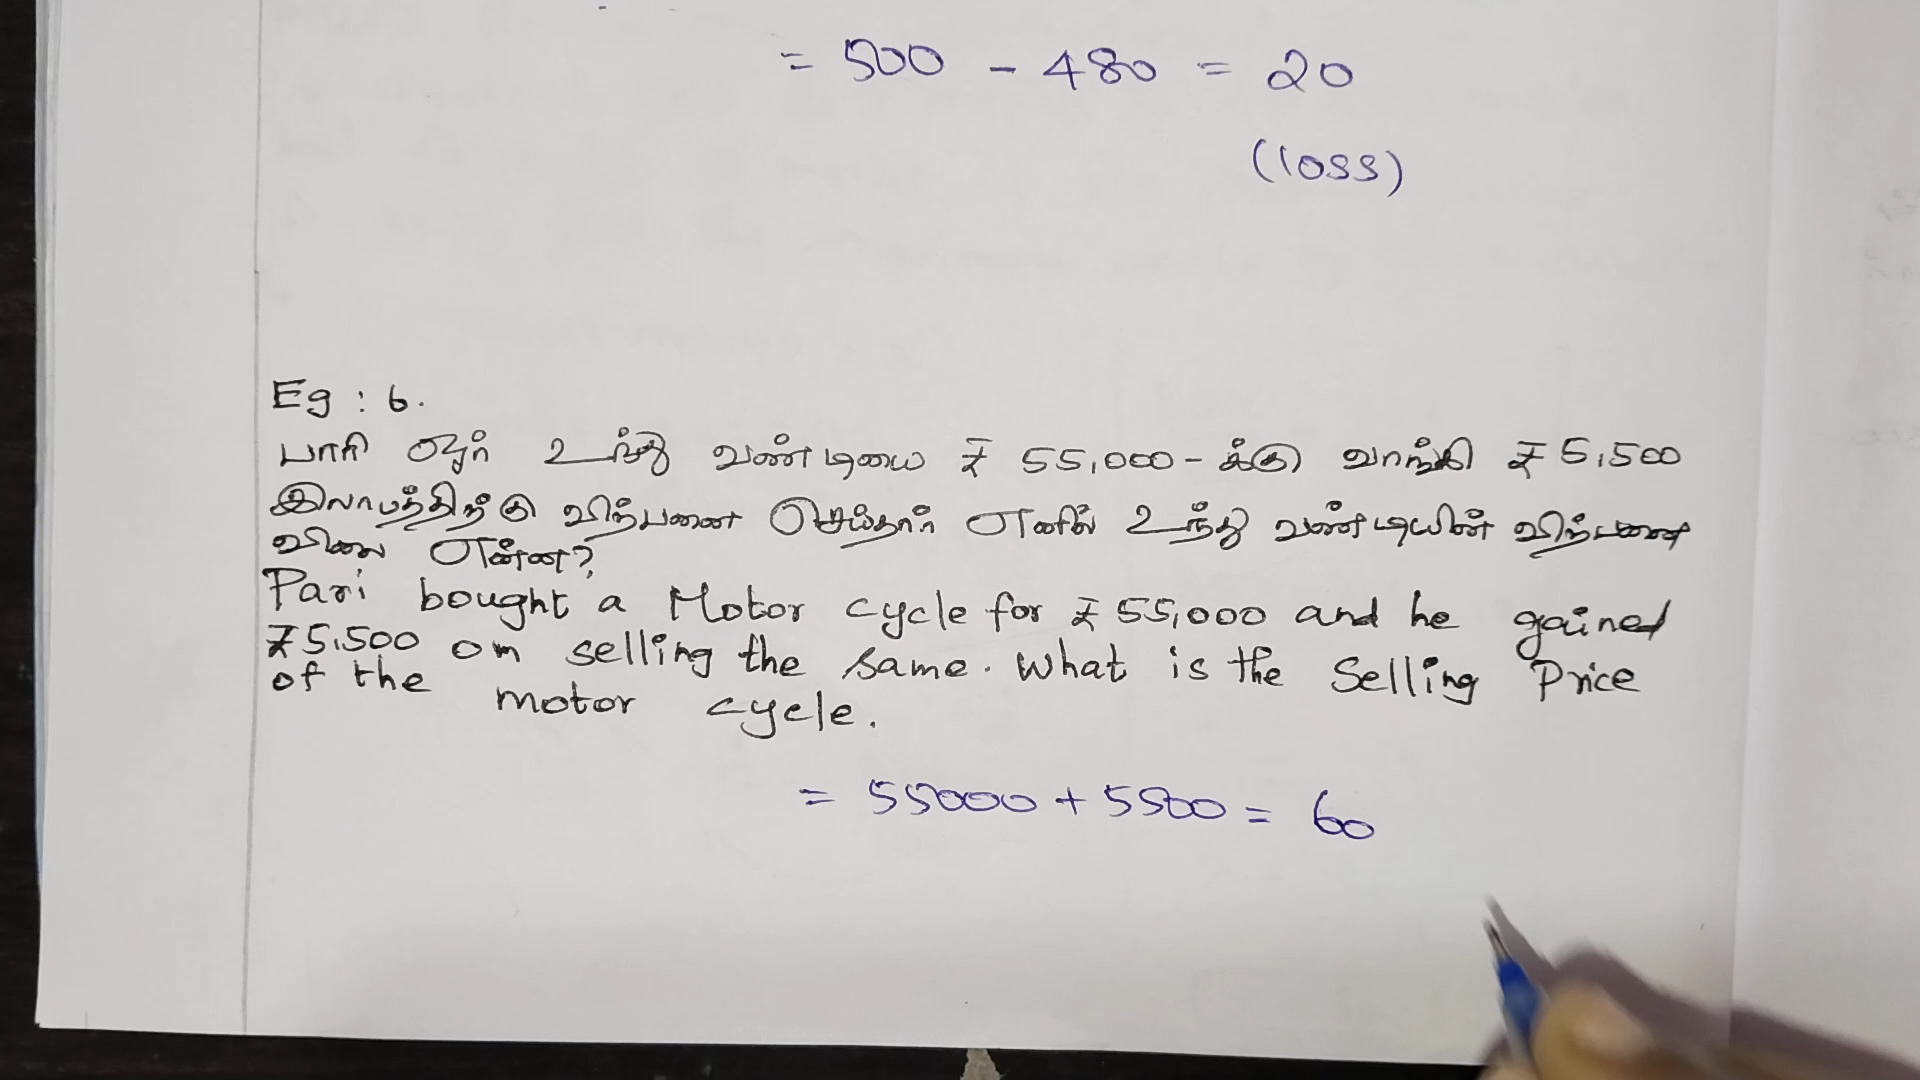 = 500 - 480 = 20
(loss)
Eg : 6.
பாரி ஓர் உந்து வண்டியை ₹ 55,000-க்கு வாங்கி ₹ 5,500
இலாபத்திற்கு விற்பனை செய்தார் எனில் உந்து வண்டியின் விற்பனை
விலை என்ன?
Pari bought a Motor cycle for ₹ 55,000 and he gained
₹5,500 on selling the same. What is the Selling Price
of the motor cycle.
= 55000 + 5500 = 60